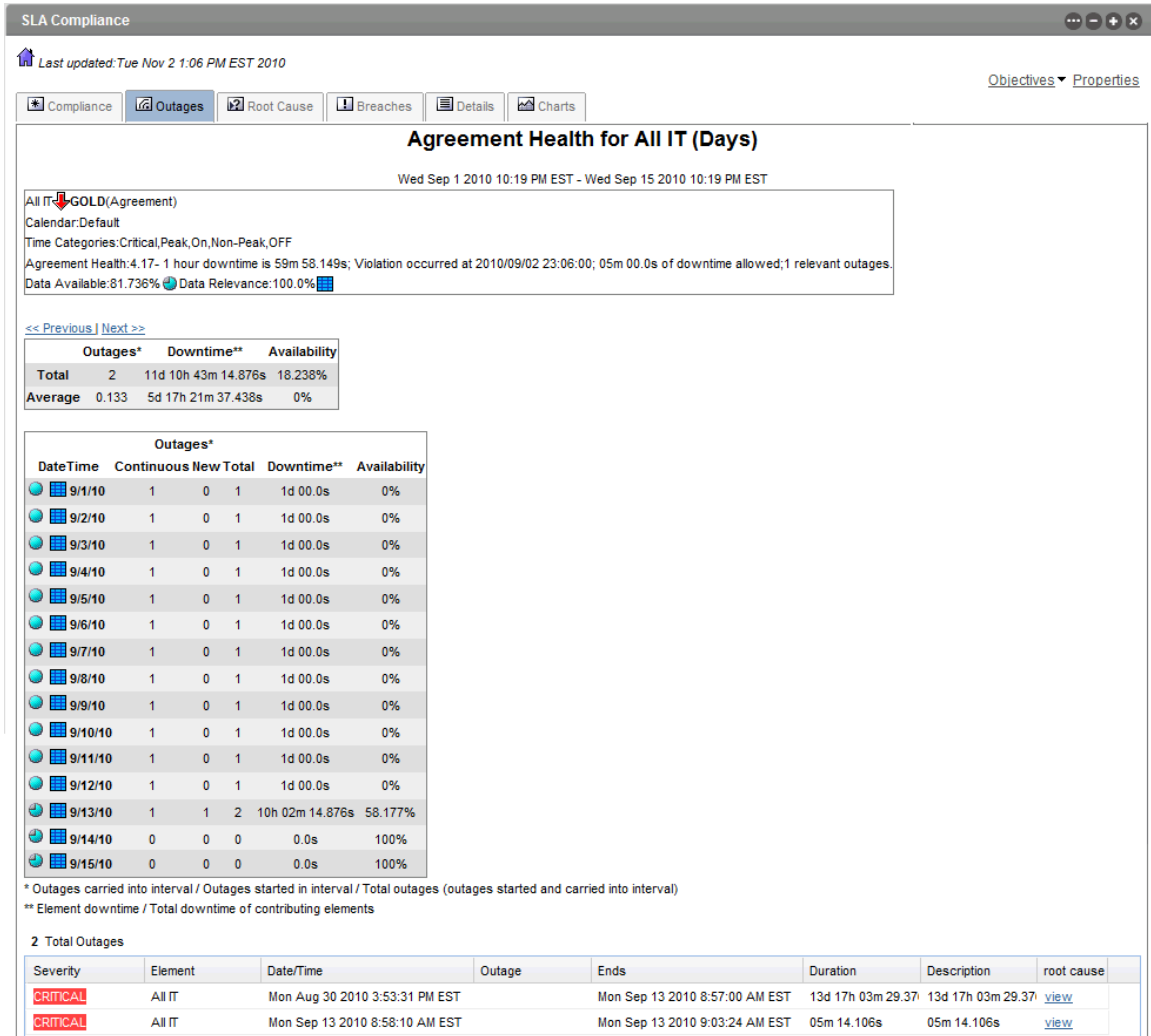 SLA Compliance
Last updated:Tue Nov 2 1:06 PM EST 2010
Objectives Properties
Compliance Outages Root Cause Breaches Details Charts
Agreement Health for All IT (Days)
Wed Sep 1 2010 10:19 PM EST - Wed Sep 15 2010 10:19 PM EST
All IT GOLD(Agreement)
Calendar:Default
Time Categories:Critical,Peak,On,Non-Peak,OFF
Agreement Health:4.17- 1 hour downtime is 59m 58.149s; Violation occurred at 2010/09/02 23:06:00; 05m 00.0s of downtime allowed;1 relevant outages.
Data Available:81.736% Data Relevance:100.0%
<< Previous | Next >>
Outages* Downtime** Availability
Total 2 11d 10h 43m 14.876s 18.238%
Average 0.133 5d 17h 21m 37.438s 0%
Outages*
DateTime Continuous New Total Downtime** Availability
9/1/10 1 0 1 1d 00.0s 0%
9/2/10 1 0 1 1d 00.0s 0%
9/3/10 1 0 1 1d 00.0s 0%
9/4/10 1 0 1 1d 00.0s 0%
9/5/10 1 0 1 1d 00.0s 0%
9/6/10 1 0 1 1d 00.0s 0%
9/7/10 1 0 1 1d 00.0s 0%
9/8/10 1 0 1 1d 00.0s 0%
9/9/10 1 0 1 1d 00.0s 0%
9/10/10 1 0 1 1d 00.0s 0%
9/11/10 1 0 1 1d 00.0s 0%
9/12/10 1 0 1 1d 00.0s 0%
9/13/10 1 1 2 10h 02m 14.876s 58.177%
9/14/10 0 0 0 0.0s 100%
9/15/10 0 0 0 0.0s 100%
* Outages carried into interval / Outages started in interval / Total outages (outages started and carried into interval)
** Element downtime / Total downtime of contributing elements
2 Total Outages
Severity Element Date/Time Outage Ends Duration Description root cause
CRITICAL All IT Mon Aug 30 2010 3:53:31 PM EST Mon Sep 13 2010 8:57:00 AM EST 13d 17h 03m 29.37 13d 17h 03m 29.37 view
CRITICAL All IT Mon Sep 13 2010 8:58:10 AM EST Mon Sep 13 2010 9:03:24 AM EST 05m 14.106s 05m 14.106s view